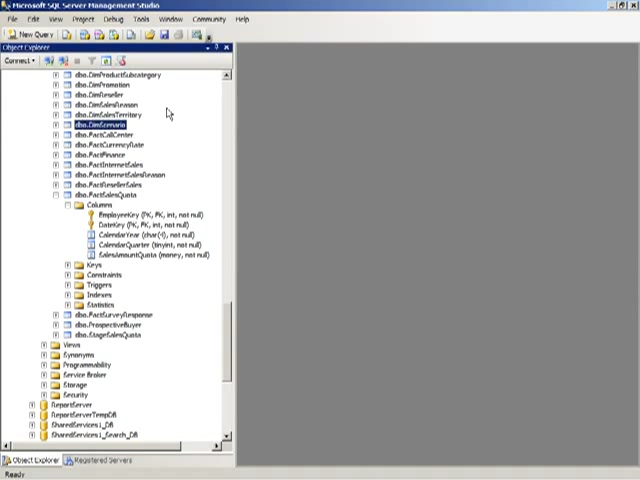 Microsoft SQL Server Management Studio
File Edit View Project Debug Tools Window Community Help
New Query
Object Explorer
Connect
dbo.DimProductSubcategory
dbo.DimPromotion
dbo.DimReseller
dbo.DimSalesReason
dbo.DimSalesTerritory
dbo.DimScenario
dbo.FactCallCenter
dbo.FactCurrencyRate
dbo.FactFinance
dbo.FactInternetSales
dbo.FactInternetSalesReason
dbo.FactResellerSales
dbo.FactSalesQuota
Columns
EmployeeKey (PK, FK, int, not null)
DateKey (PK, FK, int, not null)
CalendarYear (char(4), not null)
CalendarQuarter (tinyint, not null)
SalesAmountQuota (money, not null)
Keys
Constraints
Triggers
Indexes
Statistics
dbo.FactSurveyResponse
dbo.ProspectiveBuyer
dbo.StageSalesQuota
Views
Synonyms
Programmability
Service Broker
Storage
Security
ReportServer
ReportServerTempDB
SharedServices1_DB
SharedServices1_Search_DB
Object Explorer Registered Servers
Ready